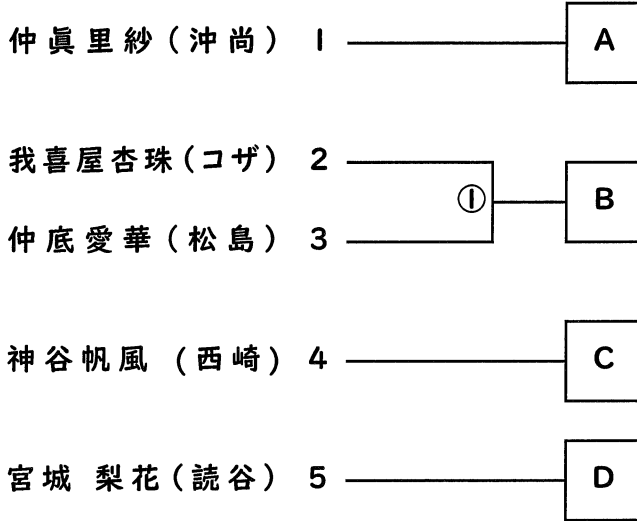 仲眞里紗(沖尚) 1 A
我喜屋杏珠(コザ) 2
① B
仲底愛華(松島) 3
神谷帆風 (西崎) 4 C
宮城 梨花(読谷) 5 D